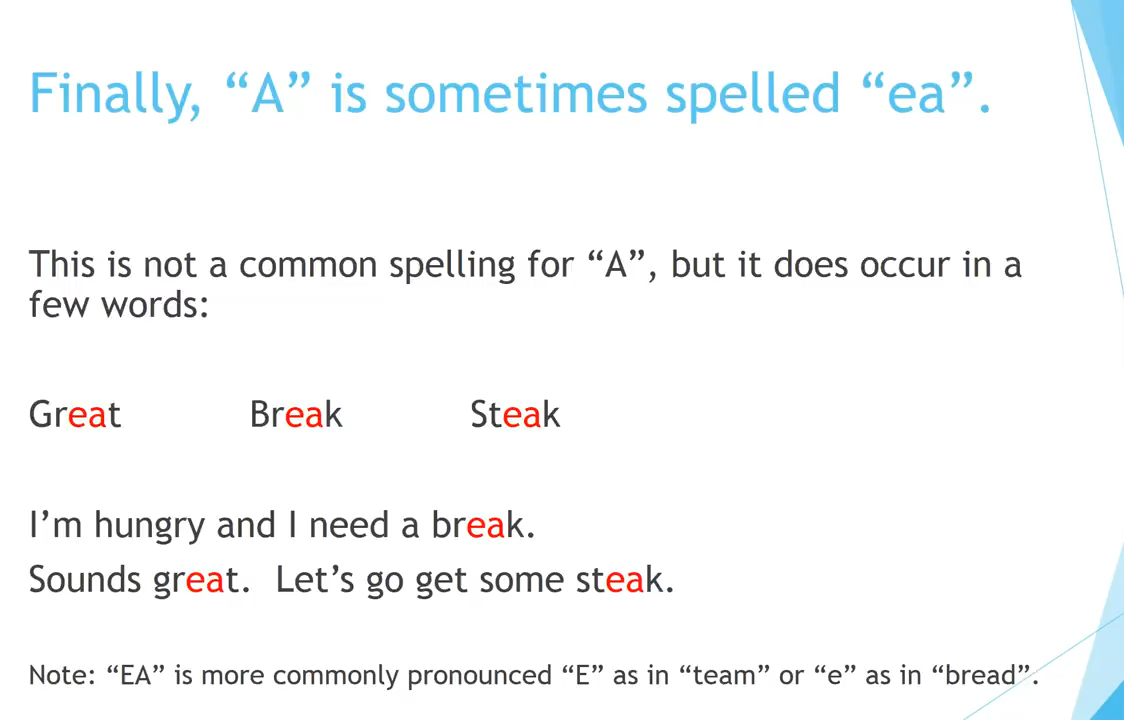 Finally, “A” is sometimes spelled “ea”.
This is not a common spelling for “A”, but it does occur in a
few words:
Great Break Steak
I’m hungry and I need a break.
Sounds great.  Let’s go get some steak.
Note: “EA” is more commonly pronounced “E” as in “team” or “e” as in “bread”.